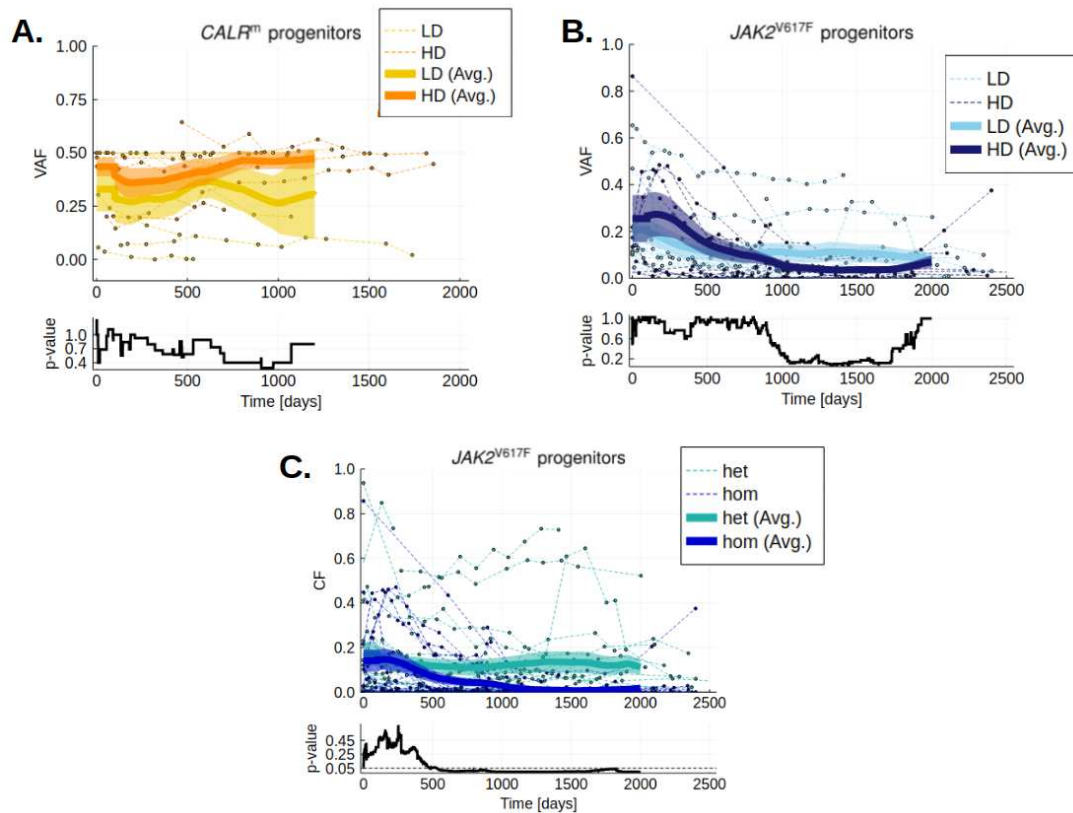 A.
CALRᵐ progenitors
LD
HD
LD (Avg.)
HD (Avg.)
VAF
1.00
0.75
0.50
0.25
0.00
0
500
1000
1500
2000
p-value
1.0
0.7
0.4
0
500
1000
1500
2000
Time [days]
B.
JAK2ⱽ⁶¹⁷ᶠ progenitors
LD
HD
LD (Avg.)
HD (Avg.)
VAF
1.0
0.8
0.6
0.4
0.2
0.0
0
500
1000
1500
2000
2500
p-value
1.0
0.6
0.2
0
500
1000
1500
2000
2500
Time [days]
C.
JAK2ⱽ⁶¹⁷ᶠ progenitors
het
hom
het (Avg.)
hom (Avg.)
CF
1.0
0.8
0.6
0.4
0.2
0.0
0
500
1000
1500
2000
2500
p-value
0.45
0.25
0.05
0
500
1000
1500
2000
2500
Time [days]